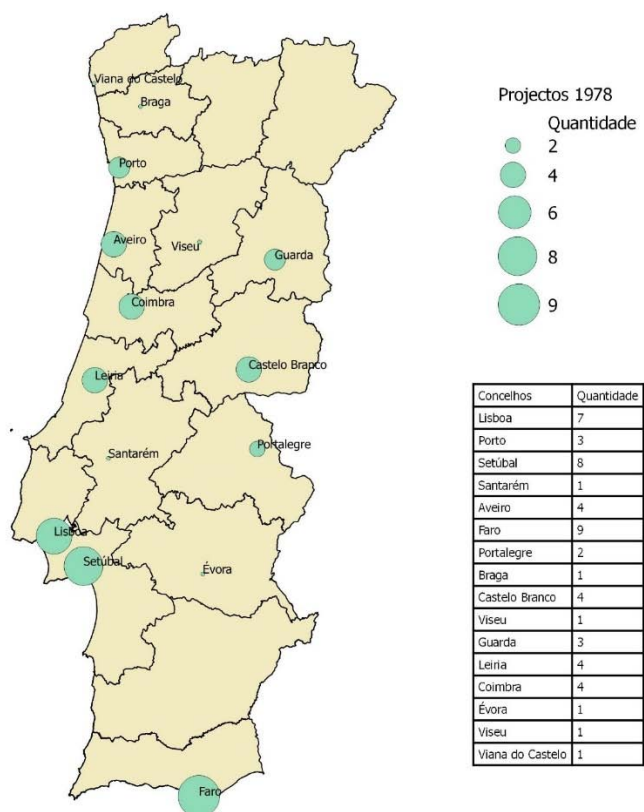 Viana do Castelo
Braga
Porto
Aveiro
Viseu
Guarda
Coimbra
Castelo Branco
Leiria
Portalegre
Santarém
Lisboa
Setúbal
Évora
Faro
Projectos 1978
Quantidade
2
4
6
8
9
Concelhos Quantidade
Lisboa 7
Porto 3
Setúbal 8
Santarém 1
Aveiro 4
Faro 9
Portalegre 2
Braga 1
Castelo Branco 4
Viseu 1
Guarda 3
Leiria 4
Coimbra 4
Évora 1
Viseu 1
Viana do Castelo 1